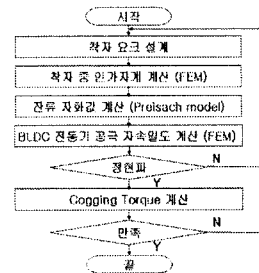 시작
착자 요크 설계
착자 중 인가자계 계산 (FEM)
잔류 자화값 계산 (Preisach model)
BLDC 전동기 공극 자속밀도 계산 (FEM)
정현파
N
Y
Cogging Torque 계산
만족
N
Y
끝